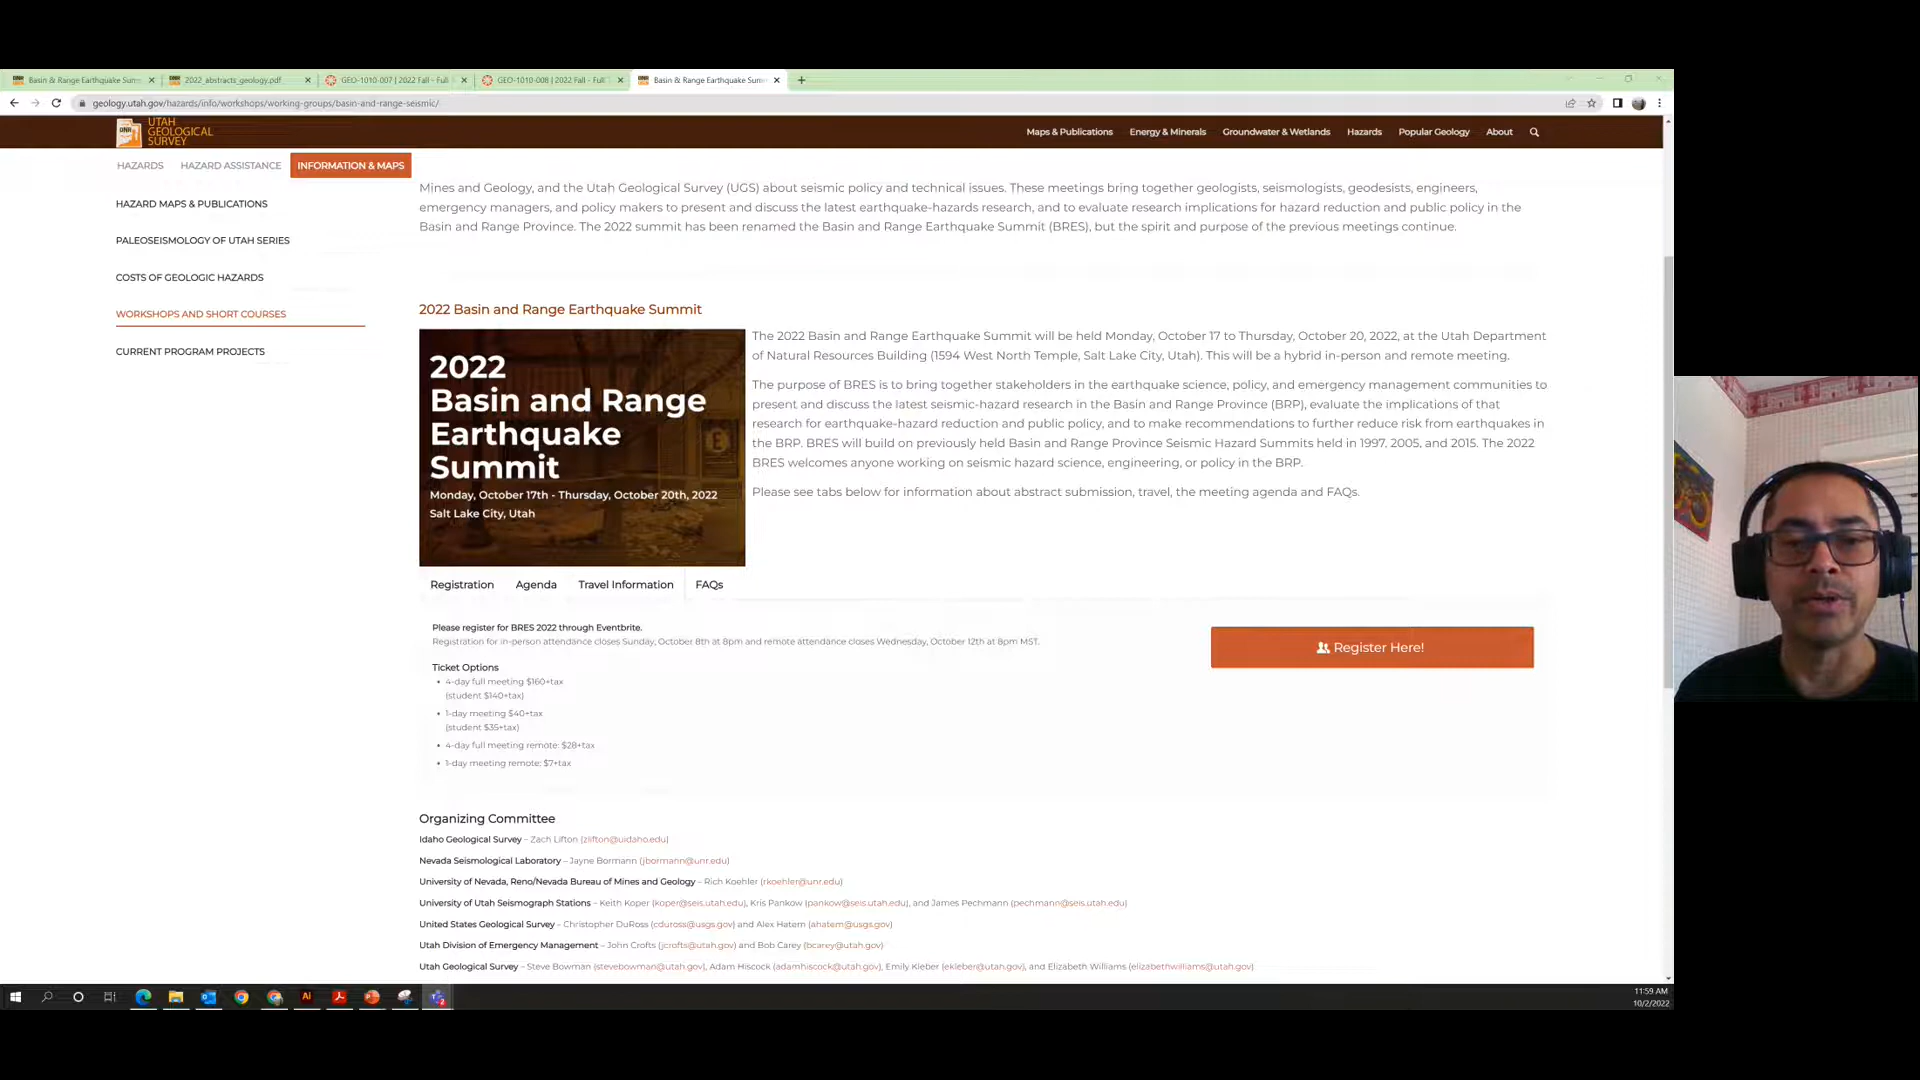 Basin & Range Earthquake Sum
2022_abstracts_geology.pdf
GEO-1010-007 | 2022 Fall - Full
GEO-1010-008 | 2022 Fall - Full
Basin & Range Earthquake Sum
geology.utah.gov/hazards/info/workshops/working-groups/basin-and-range-seismic/
UTAH
GEOLOGICAL
SURVEY
Maps & Publications
Energy & Minerals
Groundwater & Wetlands
Hazards
Popular Geology
About
HAZARDS
HAZARD ASSISTANCE
INFORMATION & MAPS
HAZARD MAPS & PUBLICATIONS
PALEOSEISMOLOGY OF UTAH SERIES
COSTS OF GEOLOGIC HAZARDS
WORKSHOPS AND SHORT COURSES
CURRENT PROGRAM PROJECTS
Mines and Geology, and the Utah Geological Survey (UGS) about seismic policy and technical issues. These meetings bring together geologists, seismologists, geodesists, engineers,
emergency managers, and policy makers to present and discuss the latest earthquake-hazards research, and to evaluate research implications for hazard reduction and public policy in the
Basin and Range Province. The 2022 summit has been renamed the Basin and Range Earthquake Summit (BRES), but the spirit and purpose of the previous meetings continue.
2022 Basin and Range Earthquake Summit
2022
Basin and Range
Earthquake
Summit
Monday, October 17th - Thursday, October 20th, 2022
Salt Lake City, Utah
The 2022 Basin and Range Earthquake Summit will be held Monday, October 17 to Thursday, October 20, 2022, at the Utah Department
of Natural Resources Building (1594 West North Temple, Salt Lake City, Utah). This will be a hybrid in-person and remote meeting.
The purpose of BRES is to bring together stakeholders in the earthquake science, policy, and emergency management communities to
present and discuss the latest seismic-hazard research in the Basin and Range Province (BRP), evaluate the implications of that
research for earthquake-hazard reduction and public policy, and to make recommendations to further reduce risk from earthquakes in
the BRP. BRES will build on previously held Basin and Range Province Seismic Hazard Summits held in 1997, 2005, and 2015. The 2022
BRES welcomes anyone working on seismic hazard science, engineering, or policy in the BRP.
Please see tabs below for information about abstract submission, travel, the meeting agenda and FAQs.
Registration
Agenda
Travel Information
FAQs
Please register for BRES 2022 through Eventbrite.
Registration for in-person attendance closes Sunday, October 8th at 8pm and remote attendance closes Wednesday, October 12th at 8pm MST.
Register Here!
Ticket Options
• 4-day full meeting $160+tax
(student $140+tax)
• 1-day meeting $40+tax
(student $35+tax)
• 4-day full meeting remote: $28+tax
• 1-day meeting remote: $7+tax
Organizing Committee
Idaho Geological Survey – Zach Lifton (zlifton@uidaho.edu)
Nevada Seismological Laboratory – Jayne Bormann (jbormann@unr.edu)
University of Nevada, Reno/Nevada Bureau of Mines and Geology – Rich Koehler (rkoehler@unr.edu)
University of Utah Seismograph Stations – Keith Koper (koper@seis.utah.edu), Kris Pankow (pankow@seis.utah.edu), and James Pechmann (pechmann@seis.utah.edu)
United States Geological Survey – Christopher DuRoss (cduross@usgs.gov) and Alex Hatem (ahatem@usgs.gov)
Utah Division of Emergency Management – John Crofts (jcrofts@utah.gov) and Bob Carey (bcarey@utah.gov)
Utah Geological Survey – Steve Bowman (stevebowman@utah.gov), Adam Hiscock (adamhiscock@utah.gov), Emily Kleber (ekleber@utah.gov), and Elizabeth Williams (elizabethwilliams@utah.gov)
Ai
11:59 AM
10/2/2022